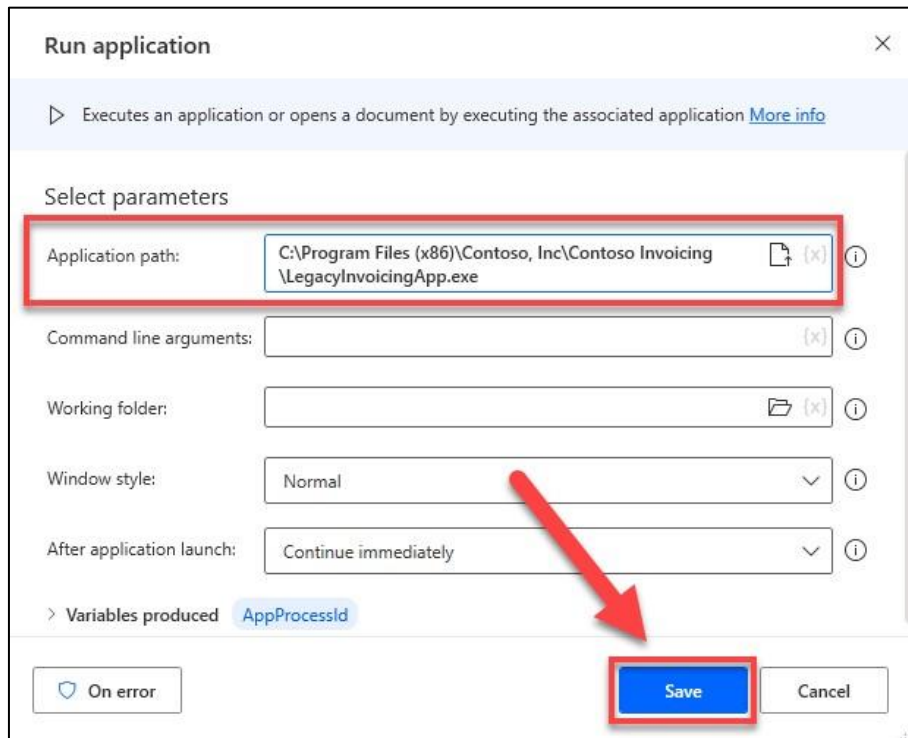 Run application
Executes an application or opens a document by executing the associated application More info
Select parameters
Application path:
C:\Program Files (x86)\Contoso, Inc\Contoso Invoicing
\LegacyInvoicingApp.exe
{x}
Command line arguments:
{x}
Working folder:
{x}
Window style:
Normal
After application launch:
Continue immediately
Variables produced AppProcessId
On error
Save
Cancel